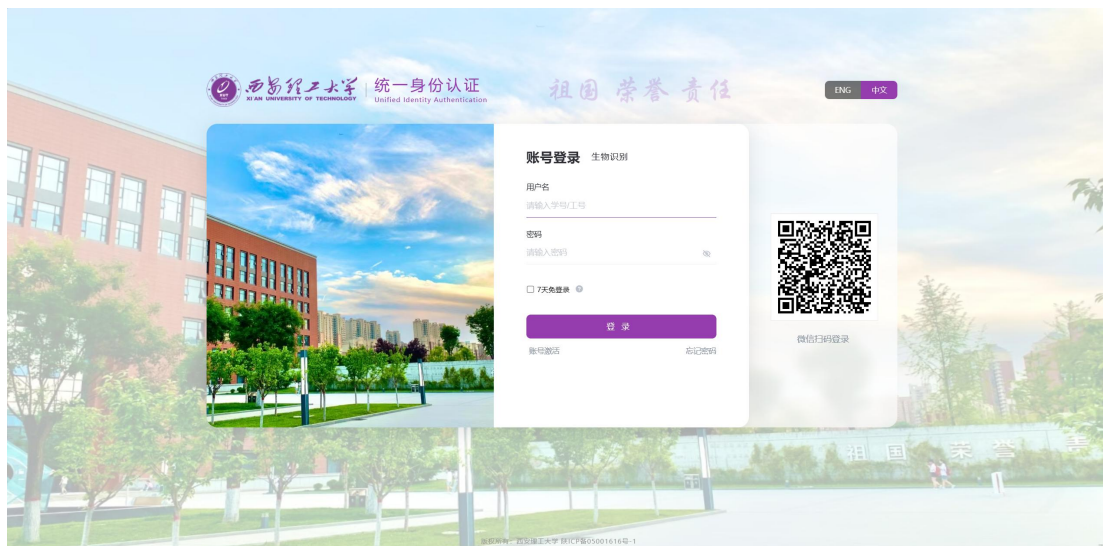 西安理工大学
XI'AN UNIVERSITY OF TECHNOLOGY
统一身份认证
Unified Identity Authentication
祖国 荣誉 责任
ENG 中文
账号登录 生物识别
用户名
请输入学号/工号
密码
请输入密码
7天免登录
登 录
账号激活 忘记密码
微信扫码登录
祖 国 荣 誉 责
版权所有：西安理工大学 陕ICP备05001616号-1